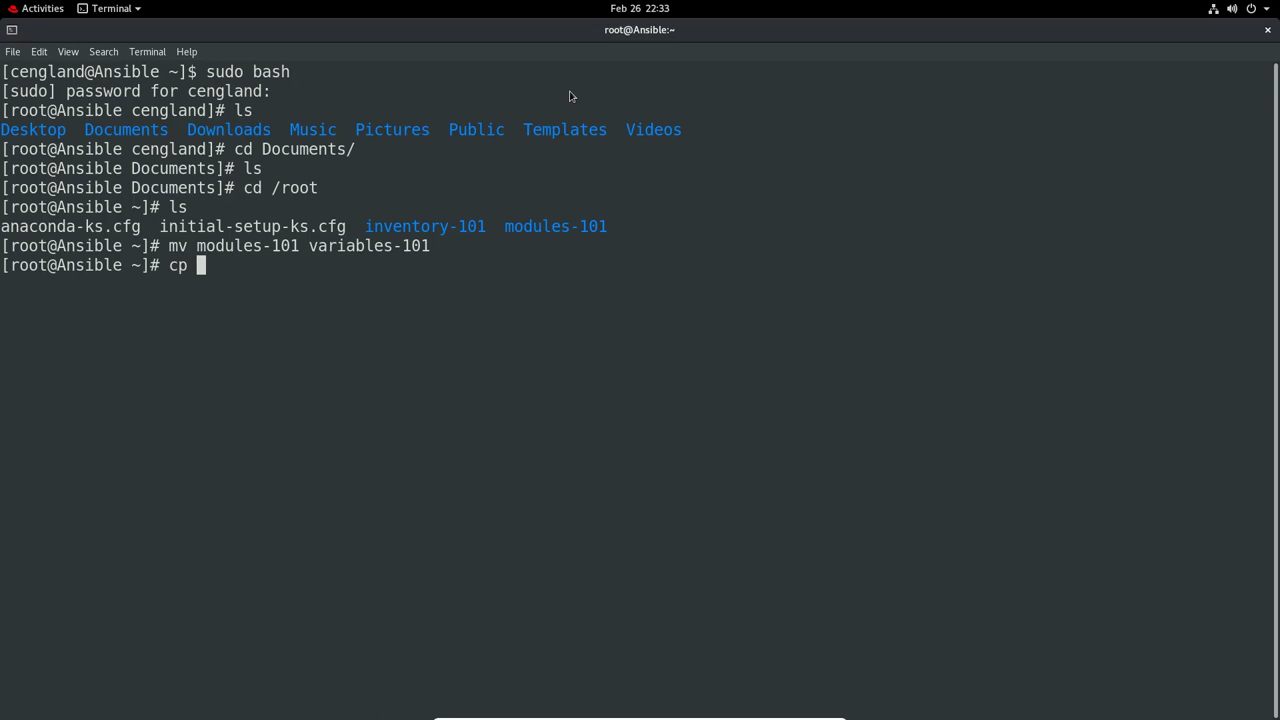 Activities Terminal Feb 26 22:33
root@Ansible:~ ×
File Edit View Search Terminal Help
[cengland@Ansible ~]$ sudo bash
[sudo] password for cengland:
[root@Ansible cengland]# ls
Desktop Documents Downloads Music Pictures Public Templates Videos
[root@Ansible cengland]# cd Documents/
[root@Ansible Documents]# ls
[root@Ansible Documents]# cd /root
[root@Ansible ~]# ls
anaconda-ks.cfg initial-setup-ks.cfg inventory-101 modules-101
[root@Ansible ~]# mv modules-101 variables-101
[root@Ansible ~]# cp